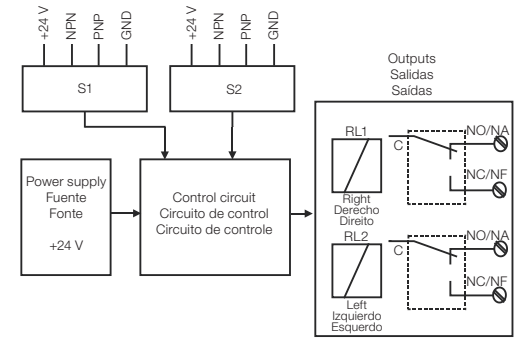 +24 V
NPN
PNP
GND
+24 V
NPN
PNP
GND
S1
S2
Outputs
Salidas
Saídas
Power supply
Fuente
Fonte
+24 V
Control circuit
Circuito de control
Circuito de controle
RL1
C
NO/NA
NC/NF
Right
Derecho
Direito
RL2
C
NO/NA
NC/NF
Left
Izquierdo
Esquerdo